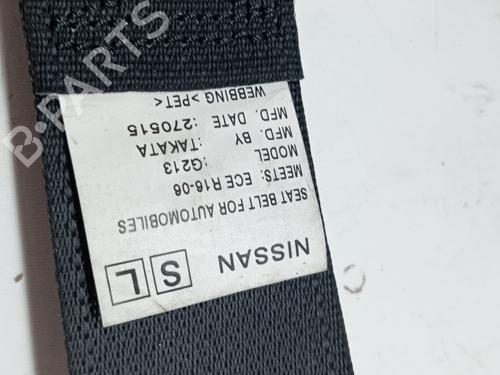 NISSAN S L
SEAT BELT FOR AUTOMOBILES
MEETS: ECE R16-06
MODEL :G213
MFD. BY :TAKATA
MFD. DATE :270515
WEBBING >PET<
B-PARTS